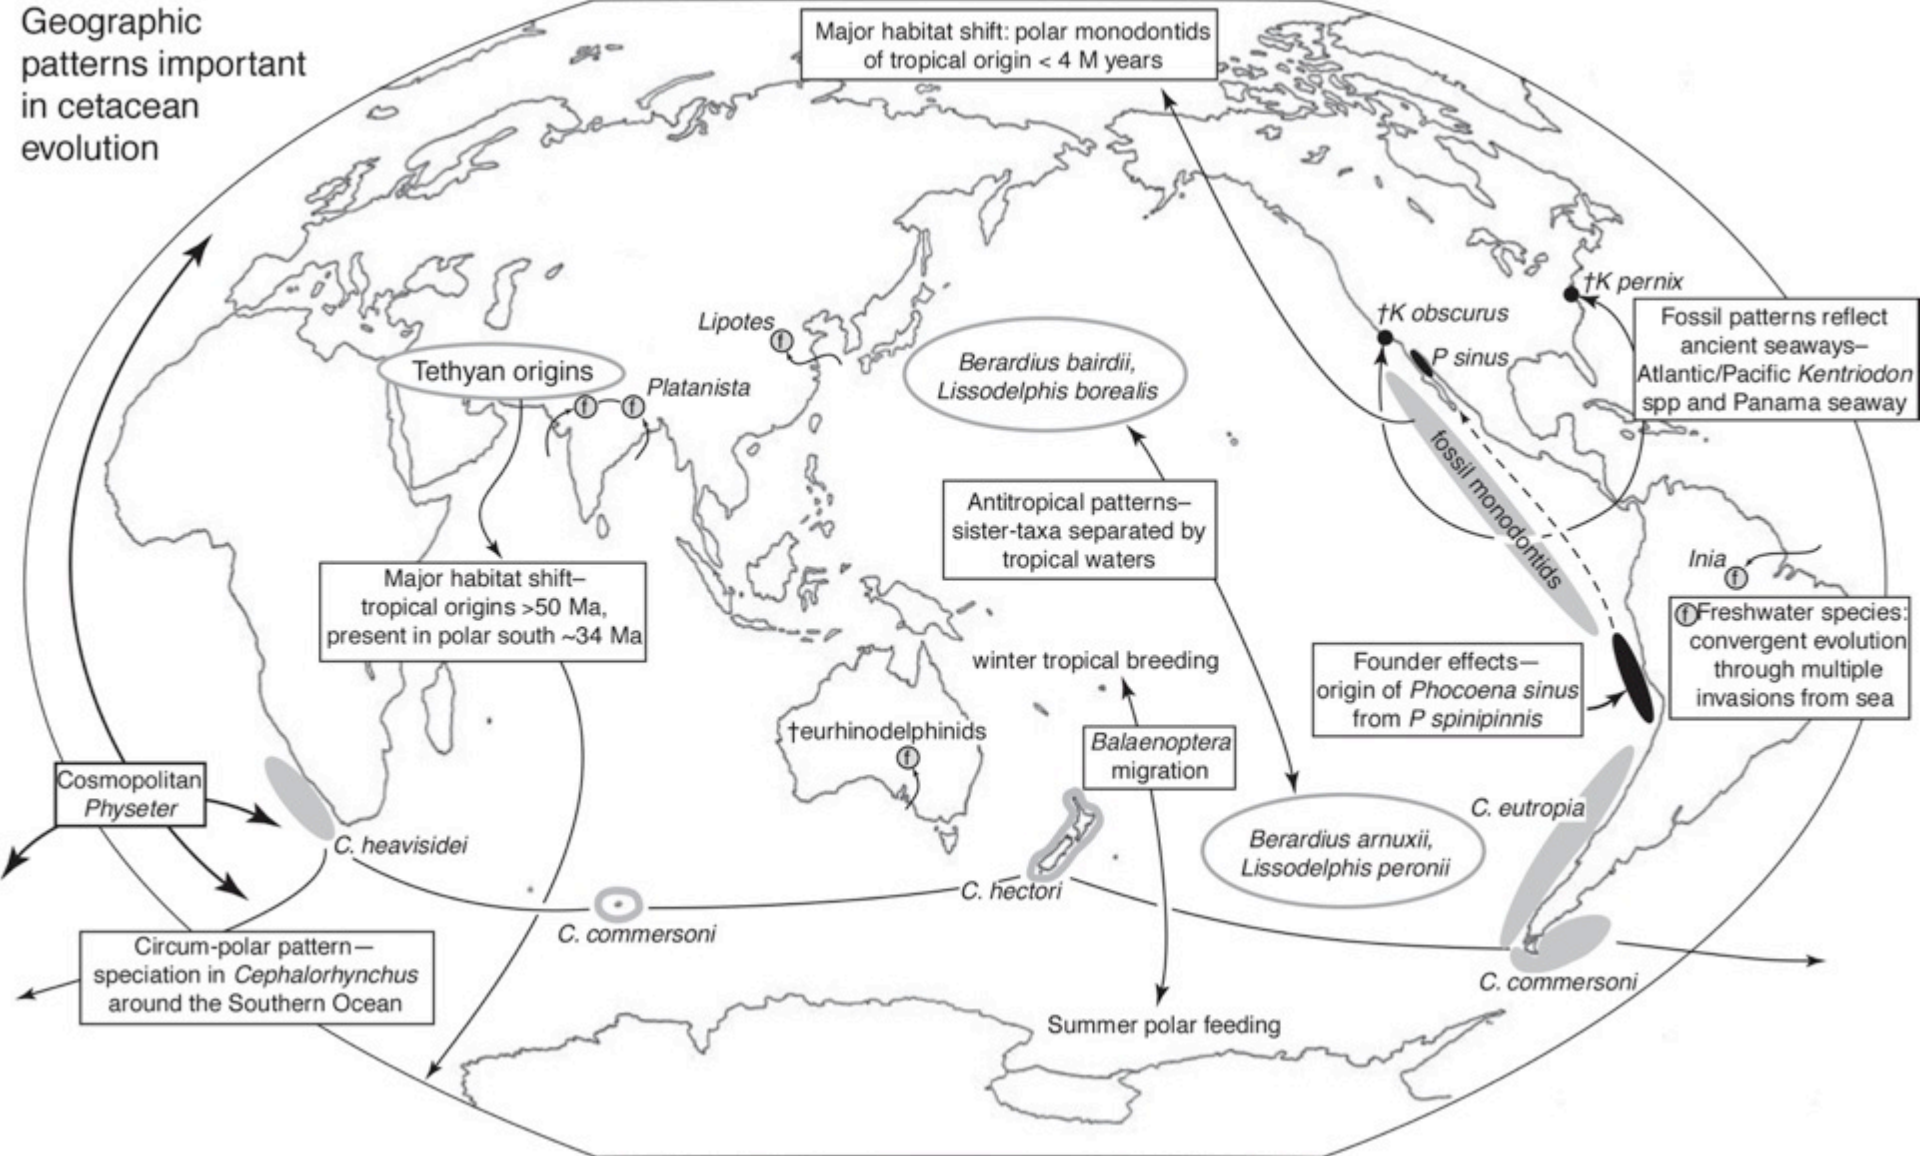 Geographic
patterns important
in cetacean
evolution
Major habitat shift: polar monodontids
of tropical origin < 4 M years
†K pernix
†K obscurus
P sinus
Fossil patterns reflect
ancient seaways–
Atlantic/Pacific Kentriodon
spp and Panama seaway
Lipotes
f
Tethyan origins
Platanista
f
f
Berardius bairdii,
Lissodelphis borealis
fossil monodontids
Antitropical patterns–
sister-taxa separated by
tropical waters
Inia
f
Major habitat shift–
tropical origins >50 Ma,
present in polar south ~34 Ma
f Freshwater species:
convergent evolution
through multiple
invasions from sea
winter tropical breeding
Founder effects—
origin of Phocoena sinus
from P spinipinnis
†eurhinodelphinids
f
Balaenoptera
migration
Cosmopolitan
Physeter
C. eutropia
C. heavisidei
Berardius arnuxii,
Lissodelphis peronii
C. hectori
C. commersoni
Circum-polar pattern—
speciation in Cephalorhynchus
around the Southern Ocean
C. commersoni
Summer polar feeding